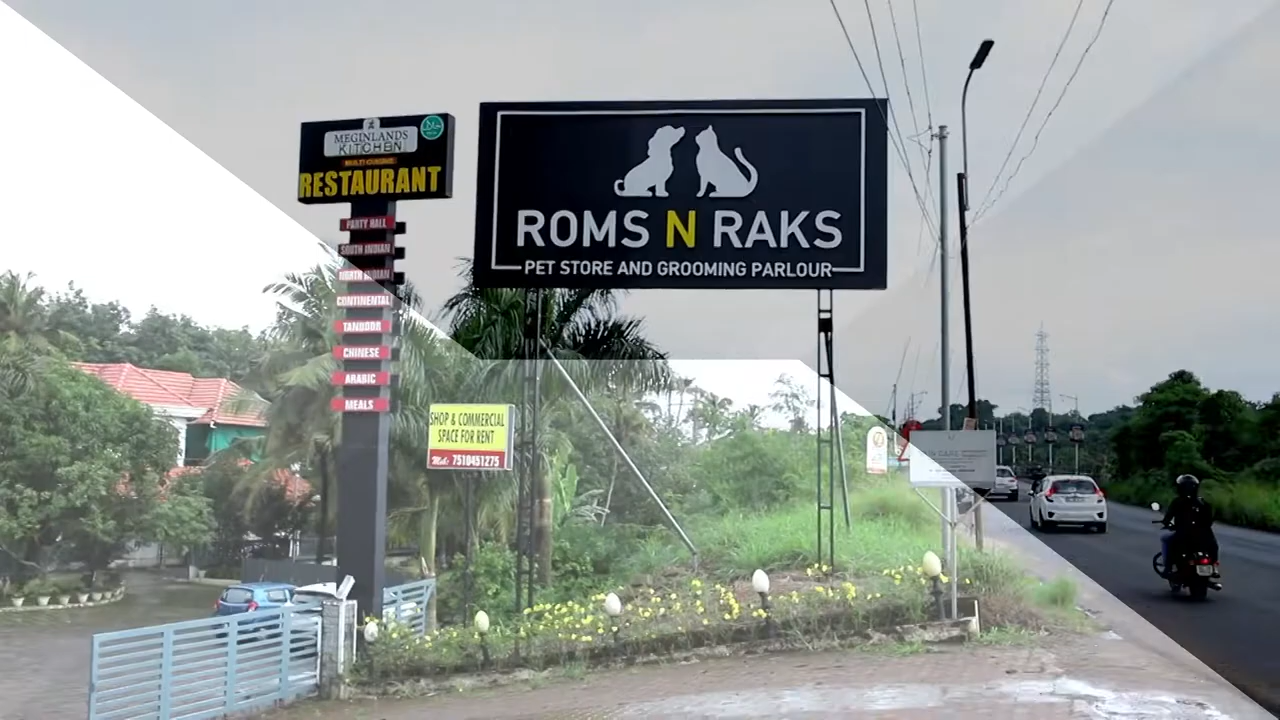 MEGINLANDS
KITCHEN
MULTI CUISINE
RESTAURANT
PARTY HALL
SOUTH INDIAN
NORTH INDIAN
CONTINENTAL
TANDOOR
CHINESE
ARABIC
MEALS
ROMS N RAKS
PET STORE AND GROOMING PARLOUR
SHOP & COMMERCIAL
SPACE FOR RENT
Mob: 7510451275